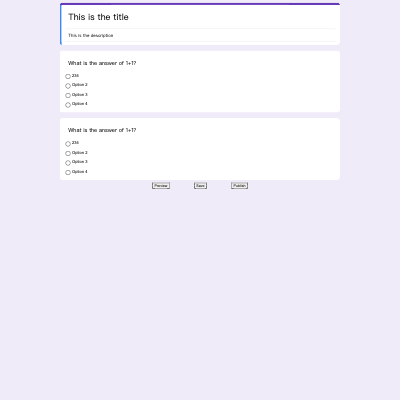 This is the title
This is the description
What is the answer of 1+1?
234
Option 2
Option 3
Option 4
What is the answer of 1+1?
234
Option 2
Option 3
Option 4
Preview Save Publish